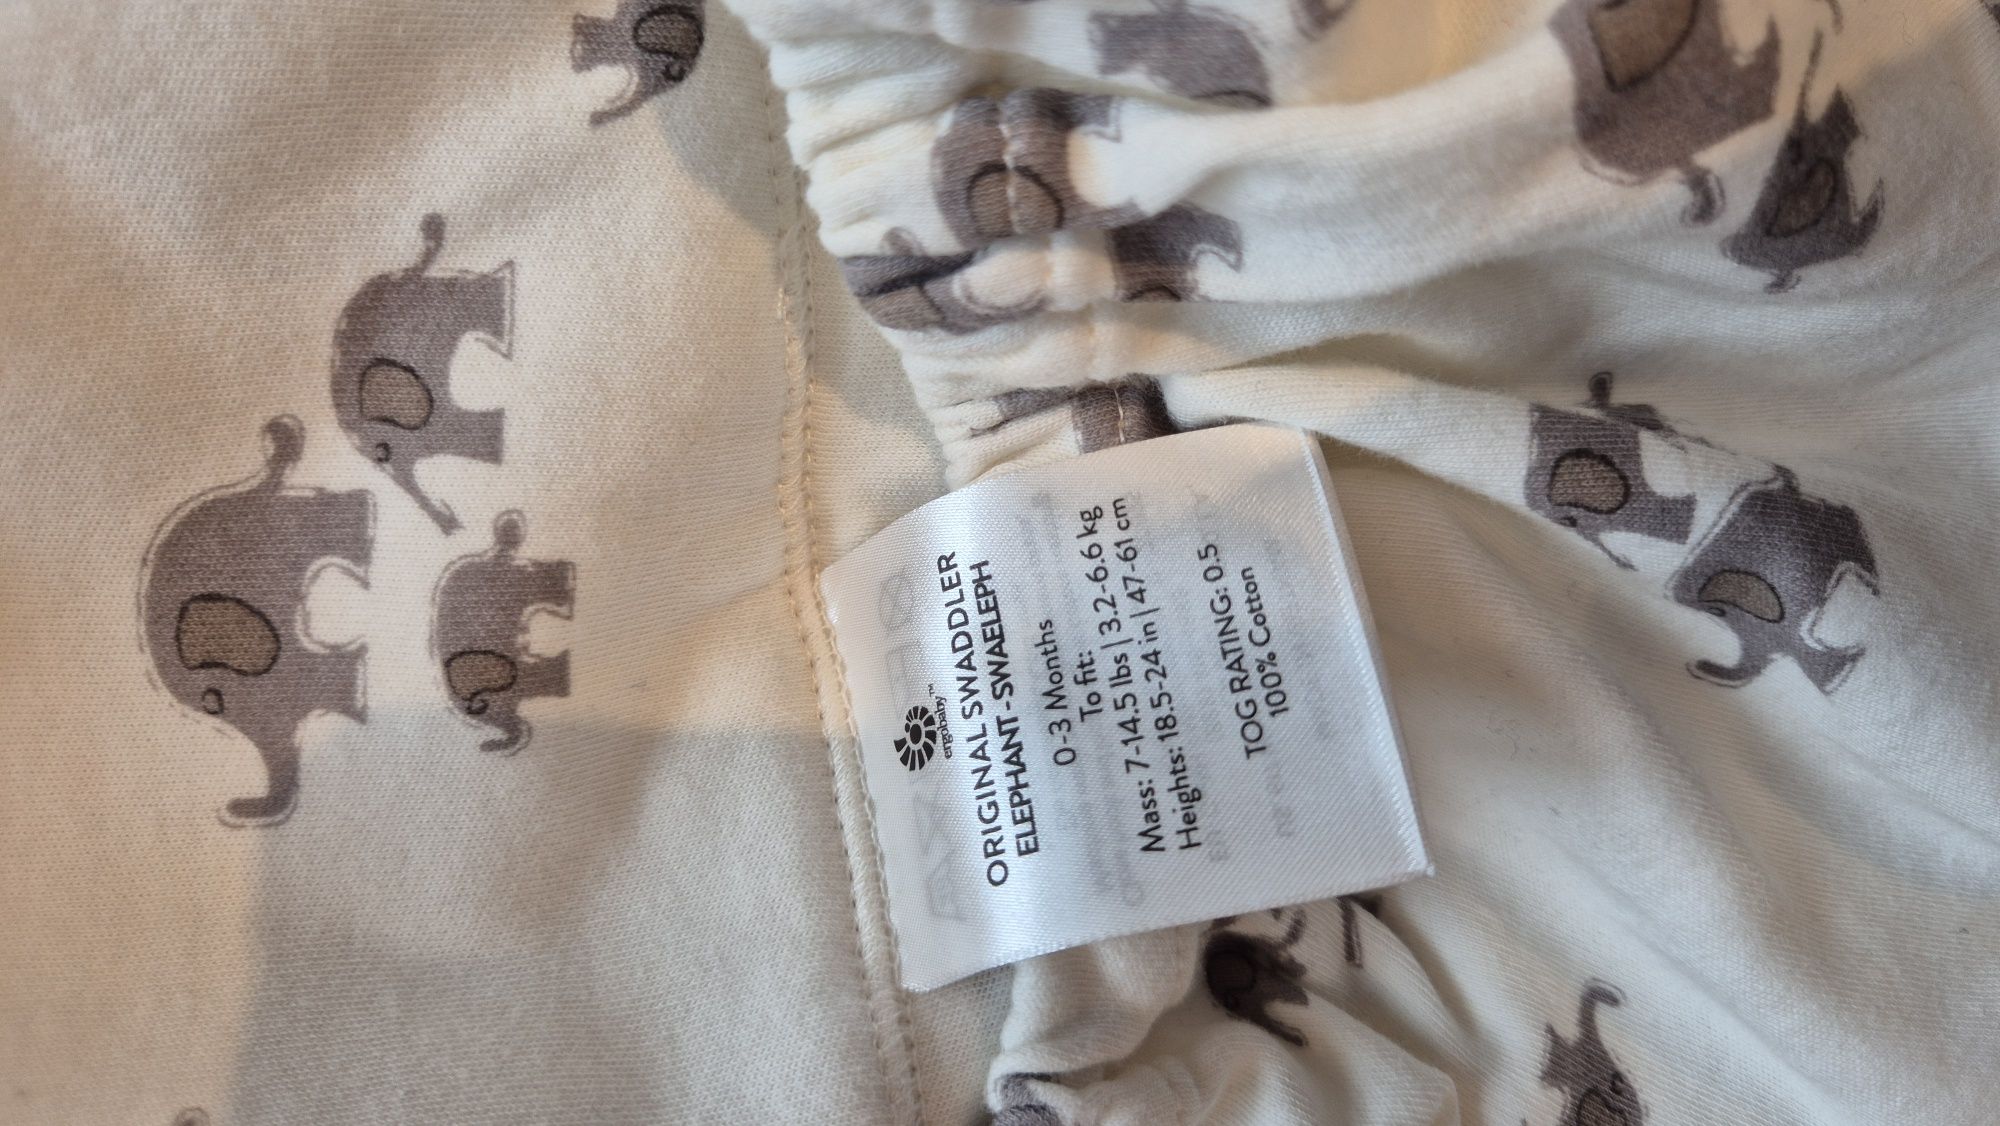 ergobaby™
ORIGINAL SWADDLER
ELEPHANT - SWAELEPH
0-3 Months
To fit:
Mass: 7-14.5 lbs | 3.2-6.6 kg
Heights: 18.5-24 in | 47-61 cm
TOG RATING: 0.5
100% Cotton